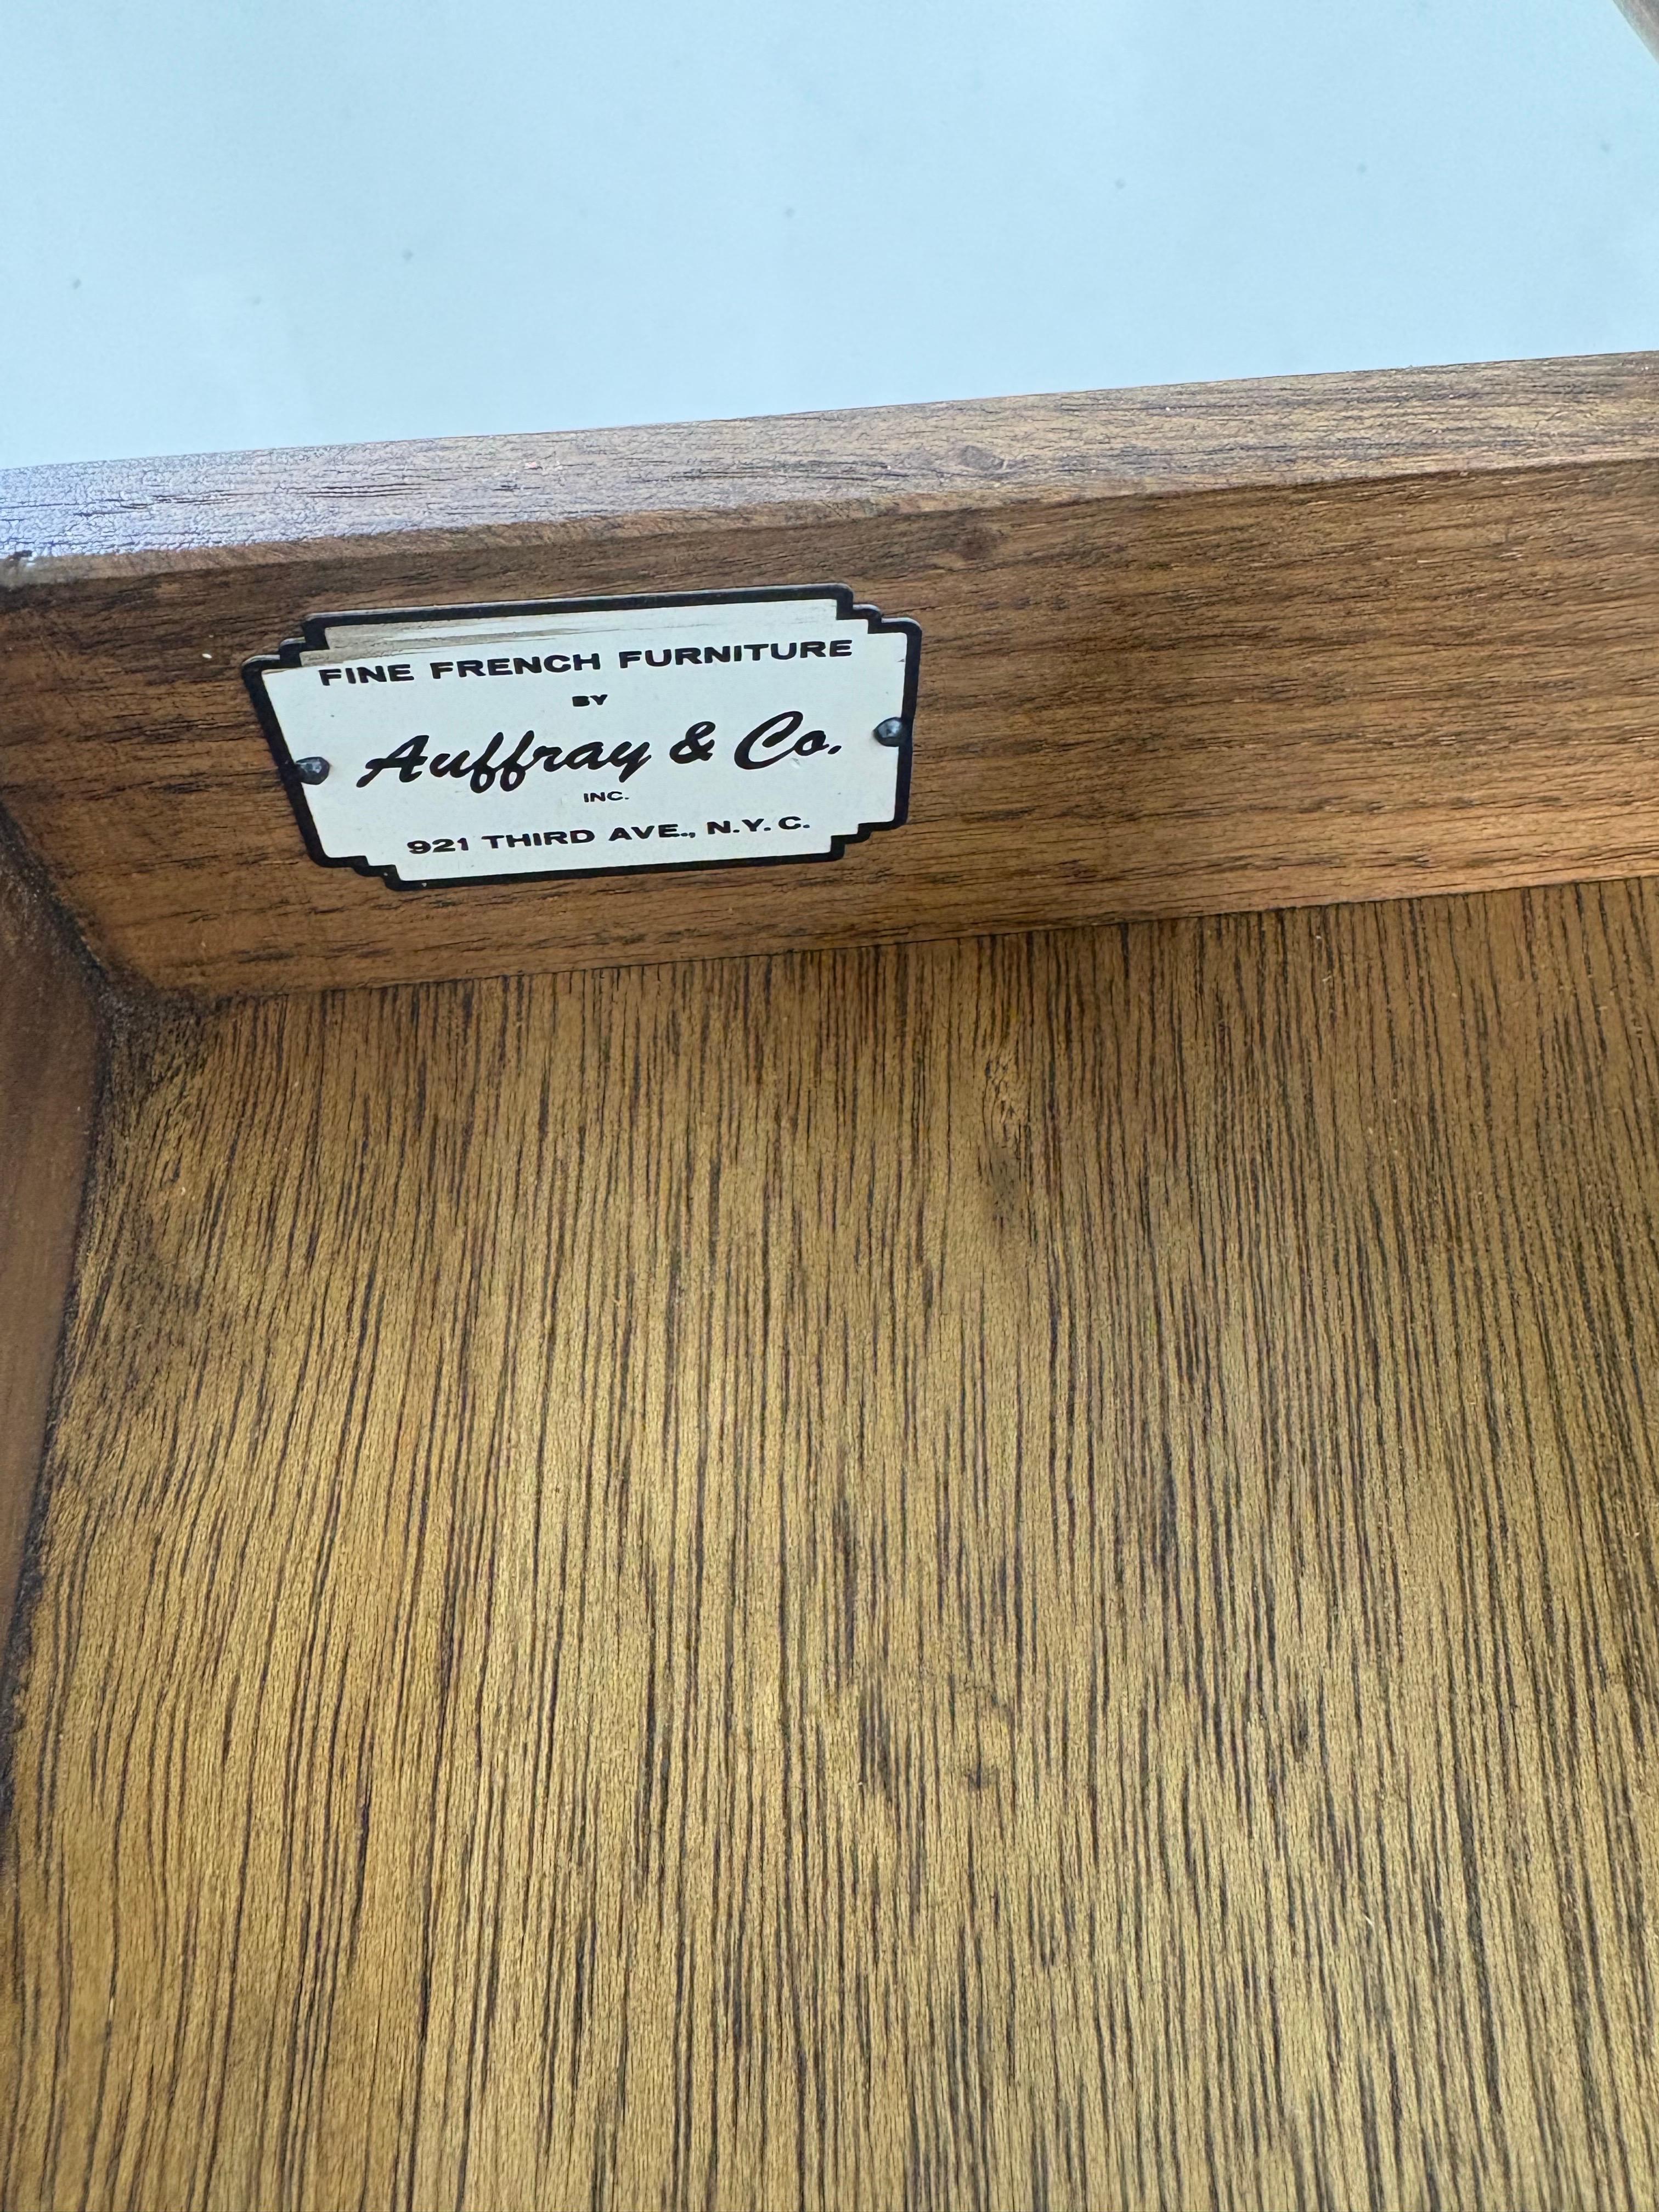 FINE FRENCH FURNITURE
BY
Auffray & Co.
INC.
921 THIRD AVE., N.Y.C.